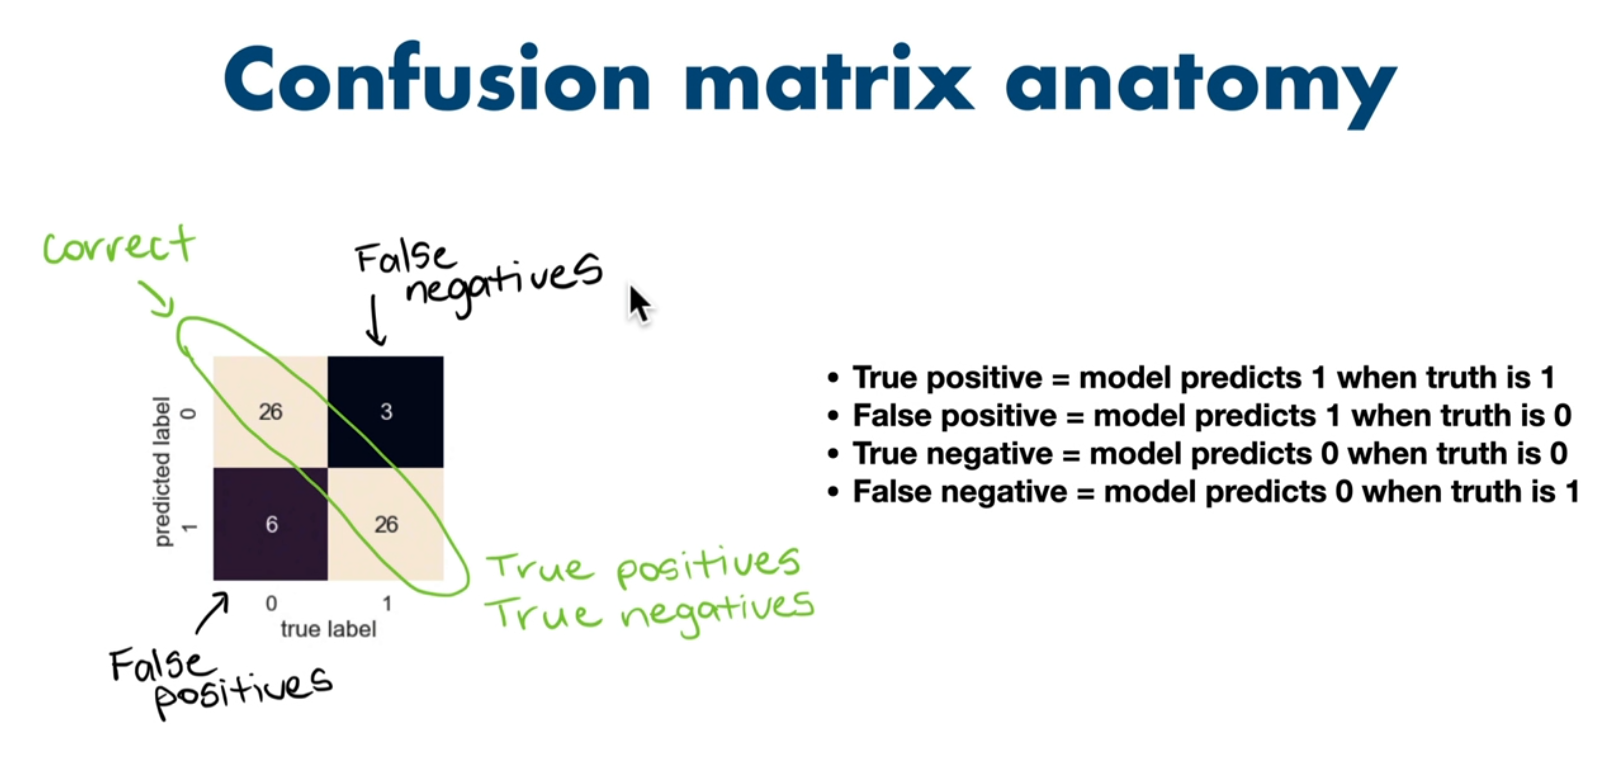 Confusion matrix anatomy
correct
False
negatives
predicted label
0
26
3
1
6
26
0
1
true label
False
positives
True positives
True negatives
• True positive = model predicts 1 when truth is 1
• False positive = model predicts 1 when truth is 0
• True negative = model predicts 0 when truth is 0
• False negative = model predicts 0 when truth is 1